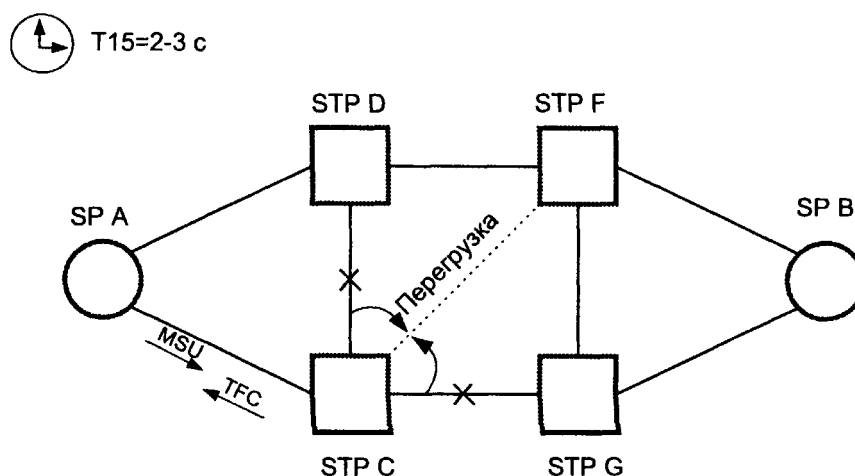 T15=2-3 с
STP D
STP F
SP A
SP B
Перегрузка
MSU
TFC
STP C
STP G